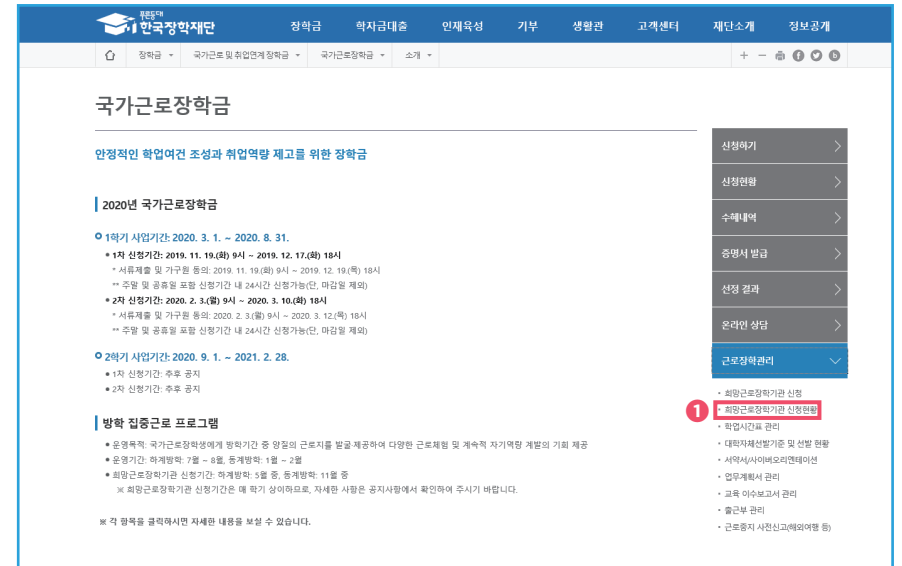 푸른등대
한국장학재단
장학금 학자금대출 인재육성 기부 생활관 고객센터 재단소개 정보공개
장학금 국가근로 및 취업연계 장학금 국가근로장학금 소개
국가근로장학금
안정적인 학업여건 조성과 취업역량 제고를 위한 장학금
2020년 국가근로장학금
1학기 사업기간: 2020. 3. 1. ~ 2020. 8. 31.
● 1차 신청기간: 2019. 11. 19.(화) 9시 ~ 2019. 12. 17.(화) 18시
* 서류제출 및 가구원 동의: 2019. 11. 19.(화) 9시 ~ 2019. 12. 19.(목) 18시
** 주말 및 공휴일 포함 신청기간 내 24시간 신청가능(단, 마감일 제외)
● 2차 신청기간: 2020. 2. 3.(월) 9시 ~ 2020. 3. 10.(화) 18시
* 서류제출 및 가구원 동의: 2020. 2. 3.(월) 9시 ~ 2020. 3. 12.(목) 18시
** 주말 및 공휴일 포함 신청기간 내 24시간 신청가능(단, 마감일 제외)
2학기 사업기간: 2020. 9. 1. ~ 2021. 2. 28.
● 1차 신청기간: 추후 공지
● 2차 신청기간: 추후 공지
방학 집중근로 프로그램
● 운영목적: 국가근로장학생에게 방학기간 중 양질의 근로지를 발굴·제공하여 다양한 근로체험 및 계속적 자기역량 계발의 기회 제공
● 운영기간: 하계방학: 7월 ~ 8월, 동계방학: 1월 ~ 2월
● 희망근로장학기관 신청기간: 하계방학: 5월 중, 동계방학: 11월 중
※ 희망근로장학기관 신청기간은 매 학기 상이하므로, 자세한 사항은 공지사항에서 확인하여 주시기 바랍니다.
※ 각 항목을 클릭하시면 자세한 내용을 보실 수 있습니다.
신청하기
신청현황
수혜내역
증명서 발급
선정 결과
온라인 상담
근로장학관리
• 희망근로장학기관 신청
1 • 희망근로장학기관 신청현황
• 학업시간표 관리
• 대학자체선발기준 및 선발 현황
• 서약서/사이버오리엔테이션
• 업무계획서 관리
• 교육 이수보고서 관리
• 출근부 관리
• 근로중지 사전신고(해외여행 등)